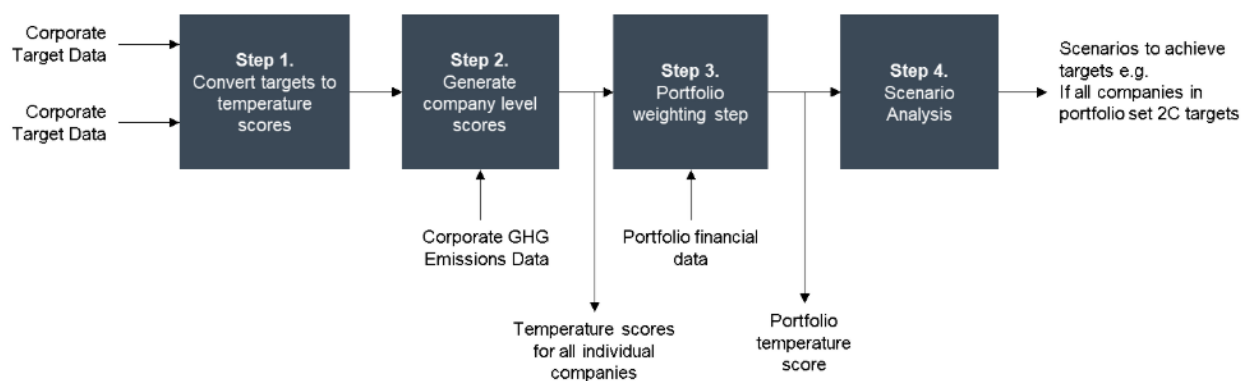 Corporate
Target Data
Corporate
Target Data
Step 1.
Convert targets to
temperature
scores
Step 2.
Generate
company level
scores
Step 3.
Portfolio
weighting step
Step 4.
Scenario
Analysis
Scenarios to achieve
targets e.g.
If all companies in
portfolio set 2C targets
Corporate GHG
Emissions Data
Portfolio financial
data
Temperature scores
for all individual
companies
Portfolio
temperature
score